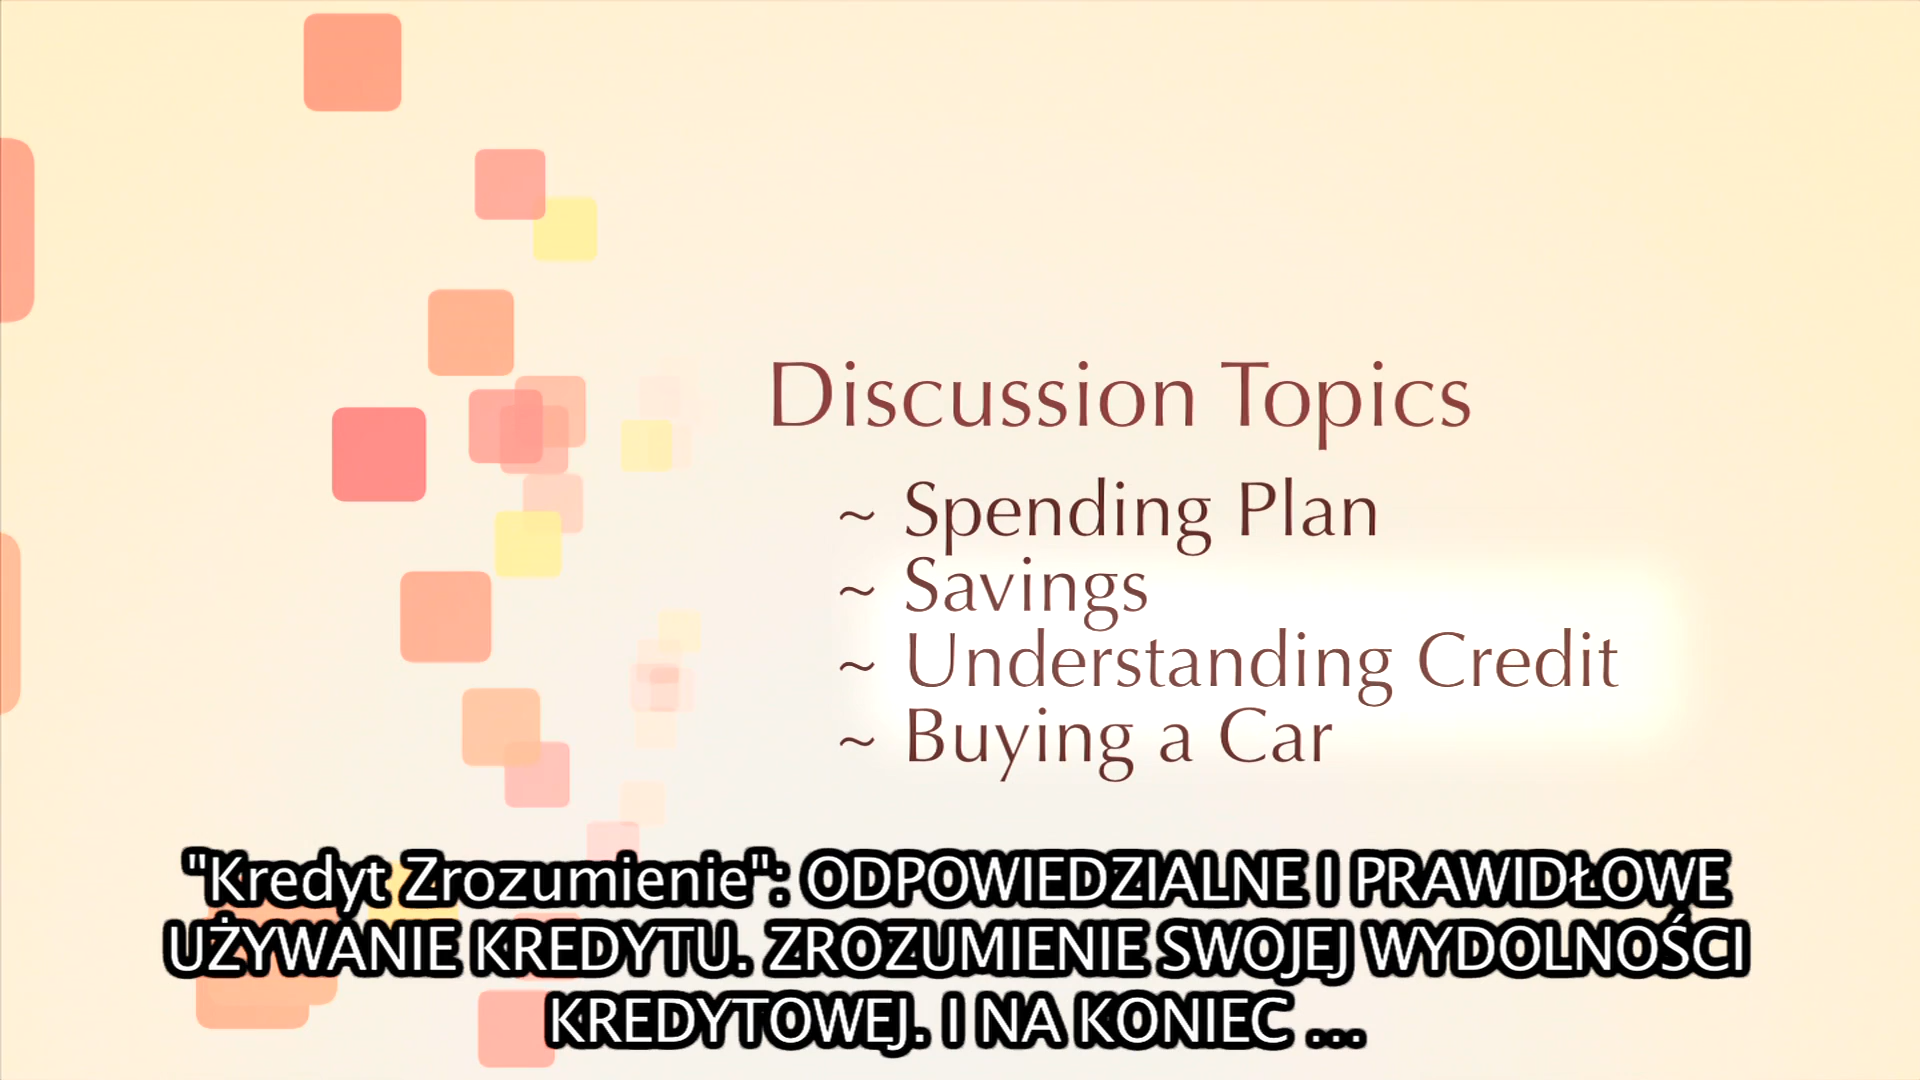 Discussion Topics
~ Spending Plan
~ Savings
~ Understanding Credit
~ Buying a Car
"Kredyt Zrozumienie": ODPOWIEDZIALNE I PRAWIDŁOWE
UŻYWANIE KREDYTU. ZROZUMIENIE SWOJEJ WYDOLNOŚCI
KREDYTOWEJ. I NA KONIEC ...